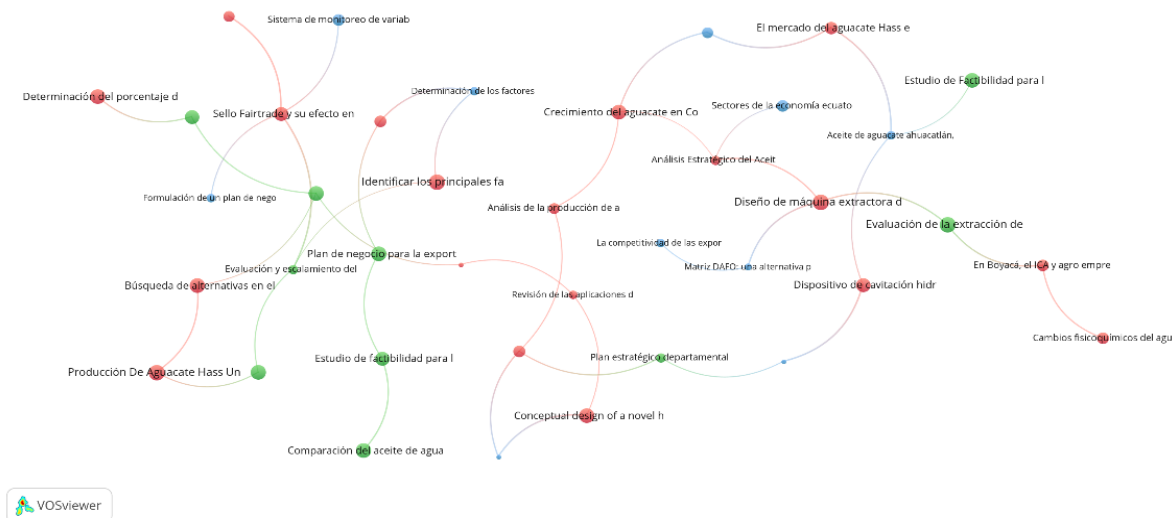 Sistema de monitoreo de variab
El mercado del aguacate Hass e
Estudio de Factibilidad para l
Determinación de los factores
Determinación del porcentaje d
Sectores de la economía ecuato
Sello Fairtrade y su efecto en
Crecimiento del aguacate en Co
Aceite de aguacate ahuacatlán.
Análisis Estratégico del Aceit
Identificar los principales fa
Formulación de un plan de nego
Diseño de máquina extractora d
Análisis de la producción de a
Evaluación de la extracción de
La competitividad de las expor
Plan de negocio para la export
En Boyacá, el ICA y agro empre
Matriz DAFO: una alternativa p
Evaluación y escalamiento del
Búsqueda de alternativas en el
Dispositivo de cavitación hidr
Revisión de las aplicaciones d
Cambios fisicoquímicos del agu
Plan estratégico departamental
Estudio de factibilidad para l
Producción De Aguacate Hass Un
Conceptual design of a novel h
Comparación del aceite de agua
VOSviewer